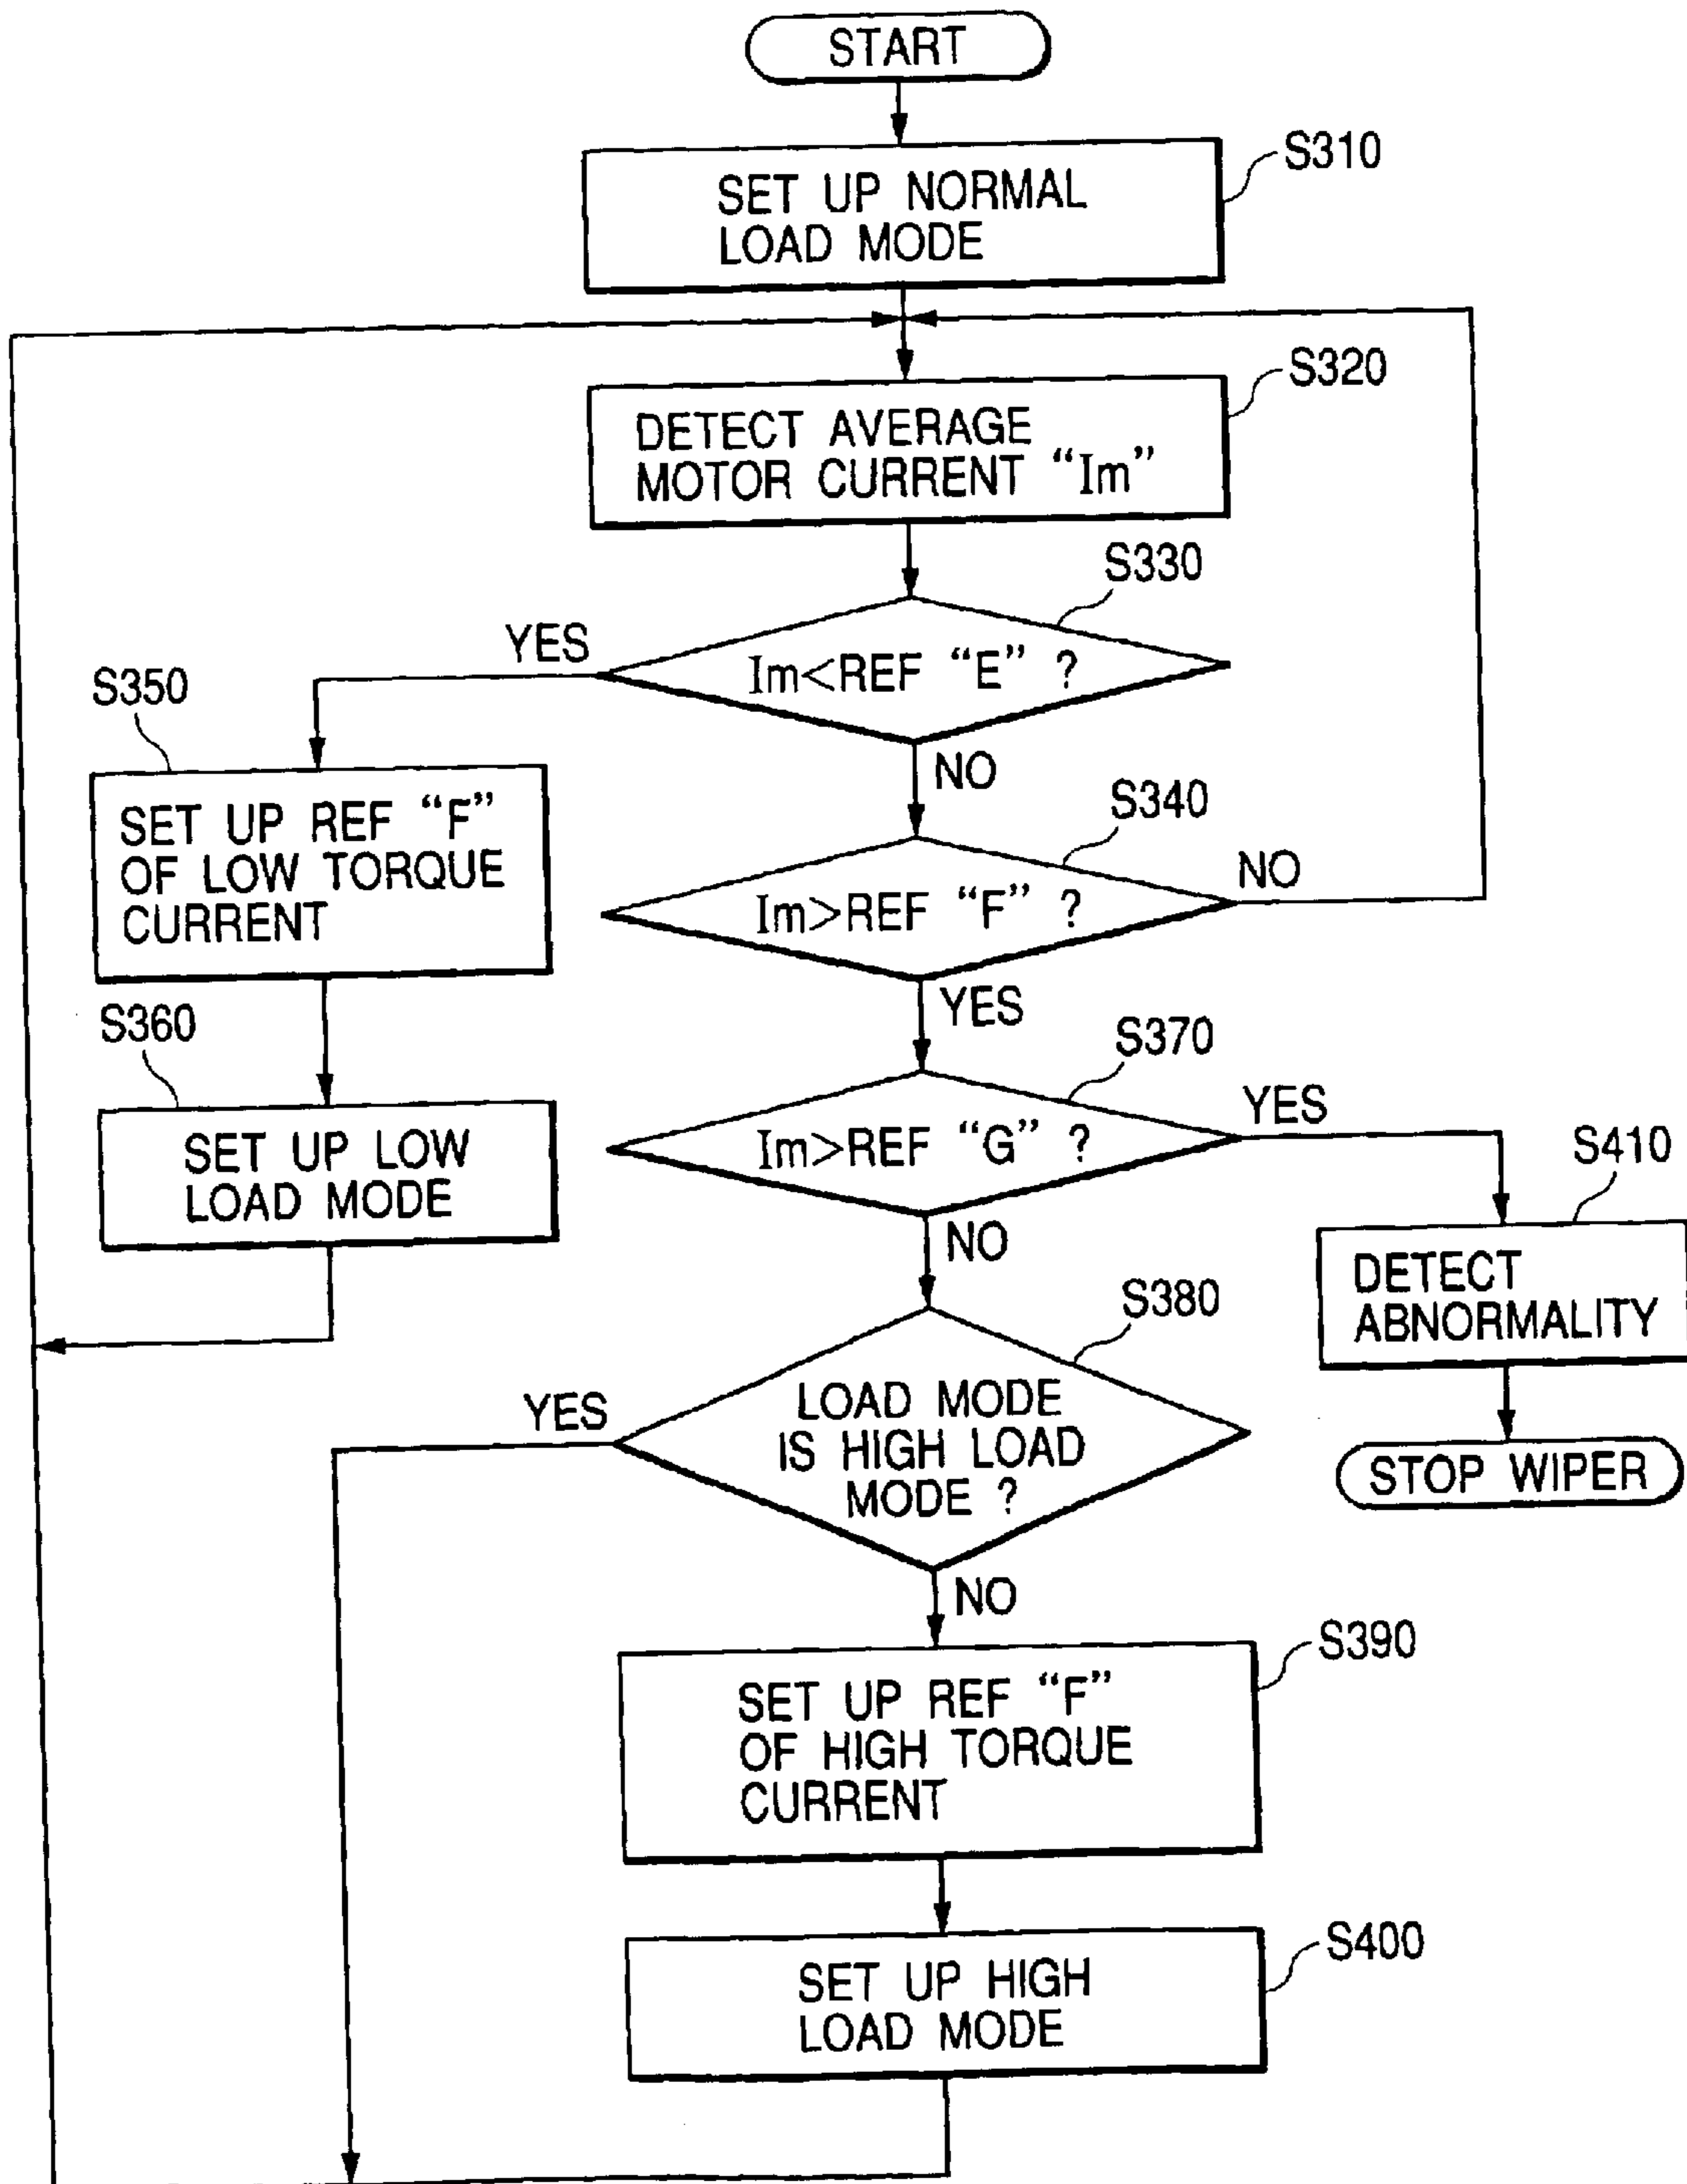 START
S310
SET UP NORMAL
LOAD MODE
S320
DETECT AVERAGE
MOTOR CURRENT “Im”
S330
YES
Im<REF “E” ?
NO
S350
SET UP REF “F”
OF LOW TORQUE
CURRENT
S340
NO
Im>REF “F” ?
YES
S360
SET UP LOW
LOAD MODE
S370
YES
Im>REF “G” ?
NO
S410
DETECT
ABNORMALITY
STOP WIPER
S380
YES
LOAD MODE
IS HIGH LOAD
MODE ?
NO
S390
SET UP REF “F”
OF HIGH TORQUE
CURRENT
S400
SET UP HIGH
LOAD MODE